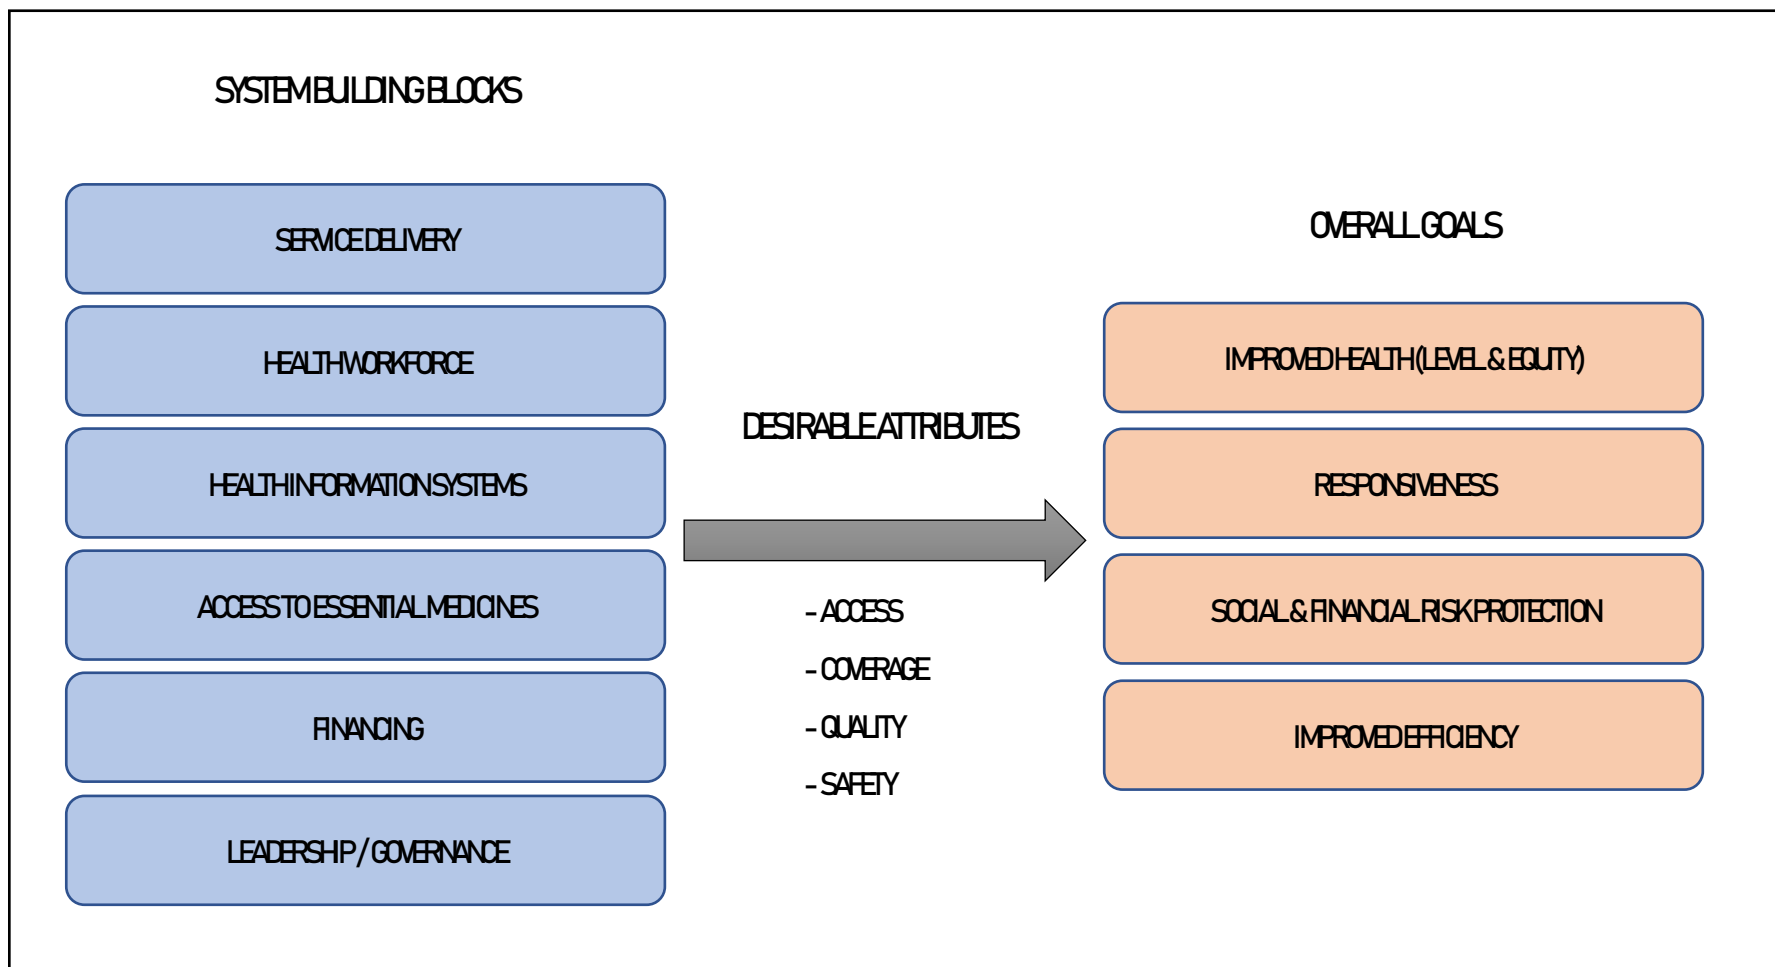 SYSTEM BUILDING BLOCKS
SERVICE DELIVERY
HEALTH WORKFORCE
HEALTH INFORMATION SYSTEMS
ACCESS TO ESSENTIAL MEDICINES
FINANCING
LEADERSHIP / GOVERNANCE
DESIRABLE ATTRIBUTES
- ACCESS
- COVERAGE
- QUALITY
- SAFETY
OVERALL GOALS
IMPROVED HEALTH (LEVEL & EQUITY)
RESPONSIVENESS
SOCIAL & FINANCIAL RISK PROTECTION
IMPROVED EFFICIENCY